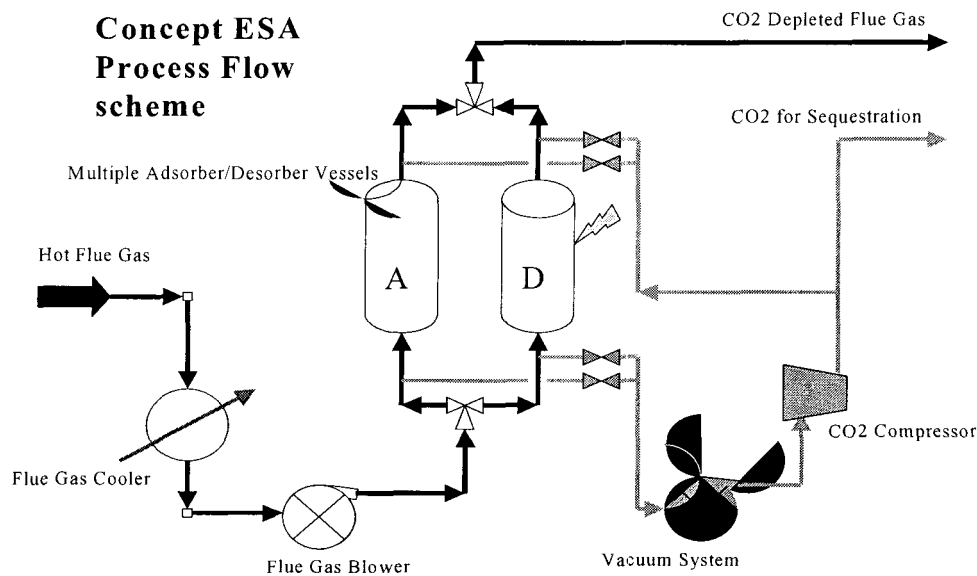 Concept ESA
Process Flow
scheme
CO2 Depleted Flue Gas
CO2 for Sequestration
Multiple Adsorber/Desorber Vessels
Hot Flue Gas
A
D
CO2 Compressor
Flue Gas Cooler
Vacuum System
Flue Gas Blower